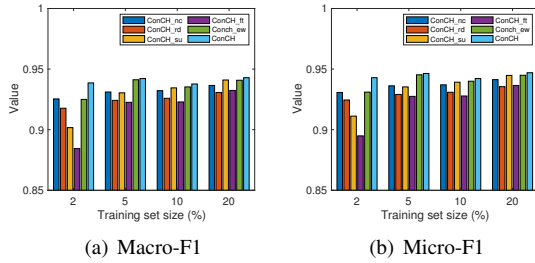 1
0.95
0.9
0.85
Value
ConCH_nc
ConCH_rd
ConCH_su
ConCH_ft
Conch_ew
ConCH
2 5 10 20
Training set size (%)
(a) Macro-F1
1
0.95
0.9
0.85
Value
ConCH_nc
ConCH_rd
ConCH_su
ConCH_ft
Conch_ew
ConCH
2 5 10 20
Training set size (%)
(b) Micro-F1